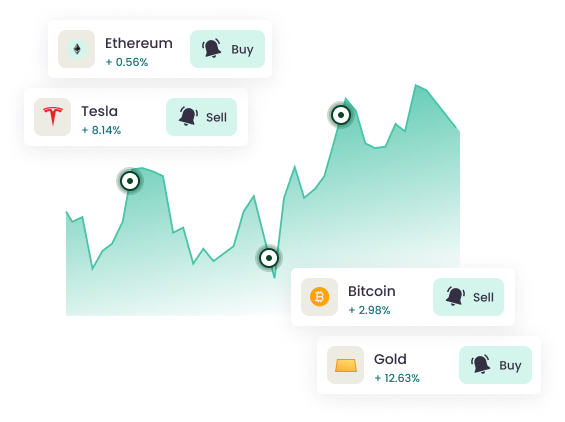 Ethereum
+ 0.56%
Buy
Tesla
+ 8.14%
Sell
Bitcoin
+ 2.98%
Sell
Gold
+ 12.63%
Buy